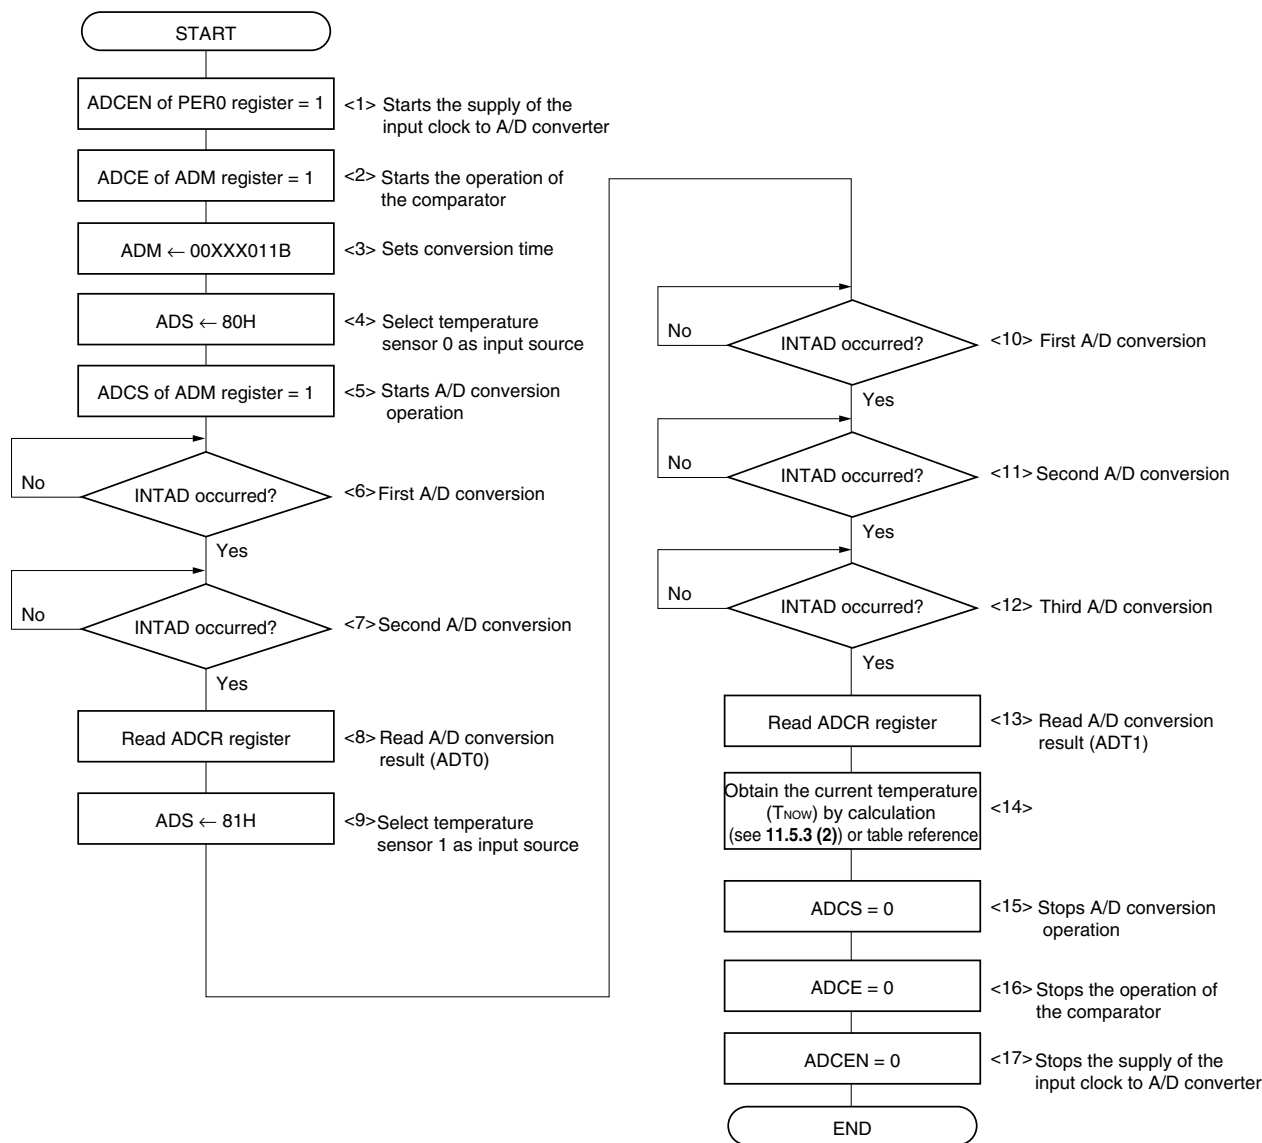 START
ADCEN of PER0 register = 1
<1> Starts the supply of the
input clock to A/D converter
ADCE of ADM register = 1
<2> Starts the operation of
the comparator
ADM ← 00XXX011B
<3> Sets conversion time
ADS ← 80H
<4> Select temperature
sensor 0 as input source
ADCS of ADM register = 1
<5> Starts A/D conversion
operation
No
INTAD occurred?
<6> First A/D conversion
Yes
No
INTAD occurred?
<7> Second A/D conversion
Yes
Read ADCR register
<8> Read A/D conversion
result (ADT0)
ADS ← 81H
<9> Select temperature
sensor 1 as input source
No
INTAD occurred?
<10> First A/D conversion
Yes
No
INTAD occurred?
<11> Second A/D conversion
Yes
No
INTAD occurred?
<12> Third A/D conversion
Yes
Read ADCR register
<13> Read A/D conversion
result (ADT1)
Obtain the current temperature
(TNOW) by calculation
(see 11.5.3 (2)) or table reference
<14>
ADCS = 0
<15> Stops A/D conversion
operation
ADCE = 0
<16> Stops the operation of
the comparator
ADCEN = 0
<17> Stops the supply of the
input clock to A/D converter
END